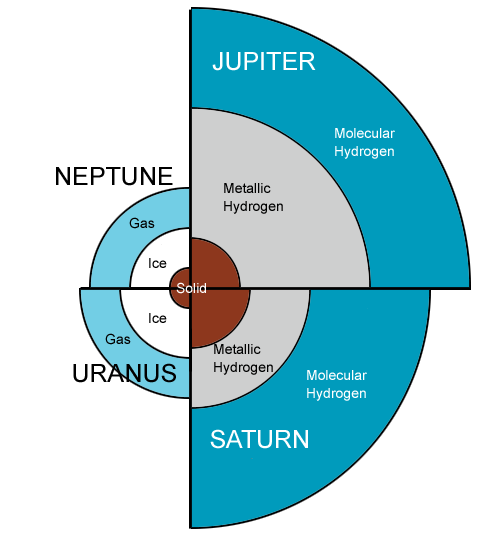 JUPITER
Molecular
Hydrogen
Metallic
Hydrogen
NEPTUNE
Gas
Ice
Solid
Ice
Gas
URANUS
Metallic
Hydrogen
Molecular
Hydrogen
SATURN